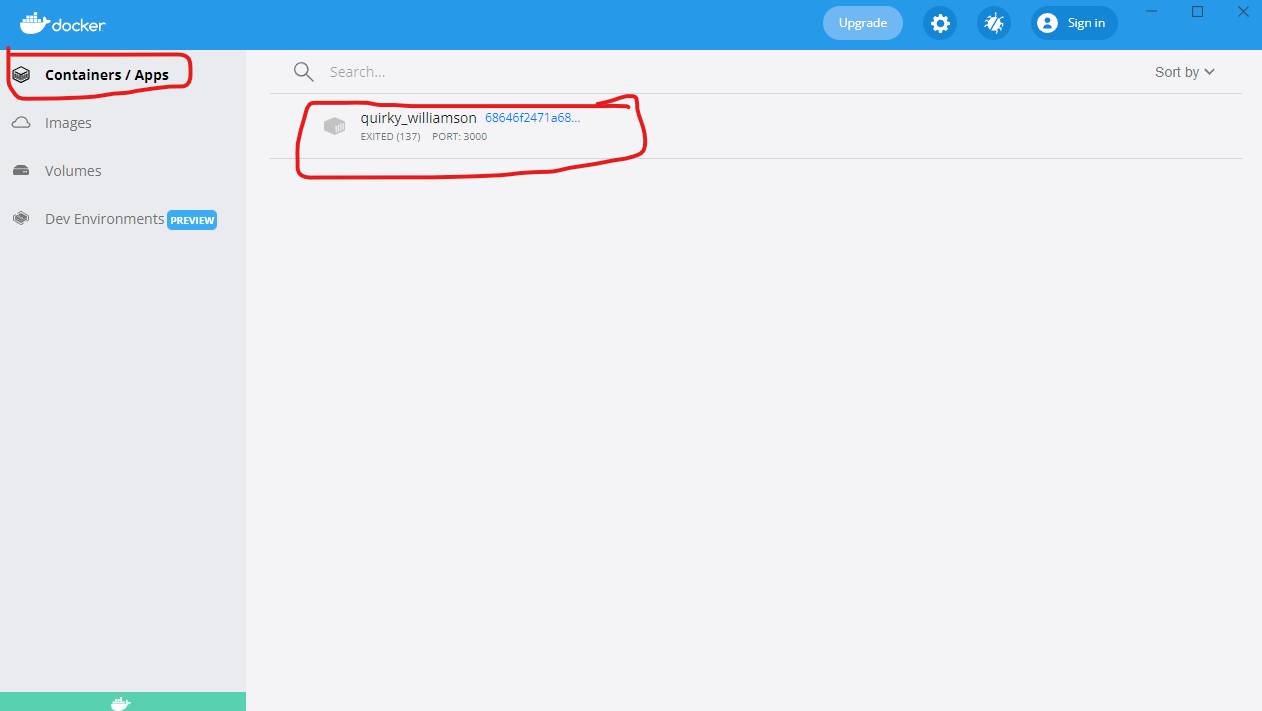 docker
Upgrade
Sign in
Containers / Apps
Images
Volumes
Dev Environments PREVIEW
Search...
Sort by
quirky_williamson 68646f2471a68...
EXITED (137) PORT: 3000